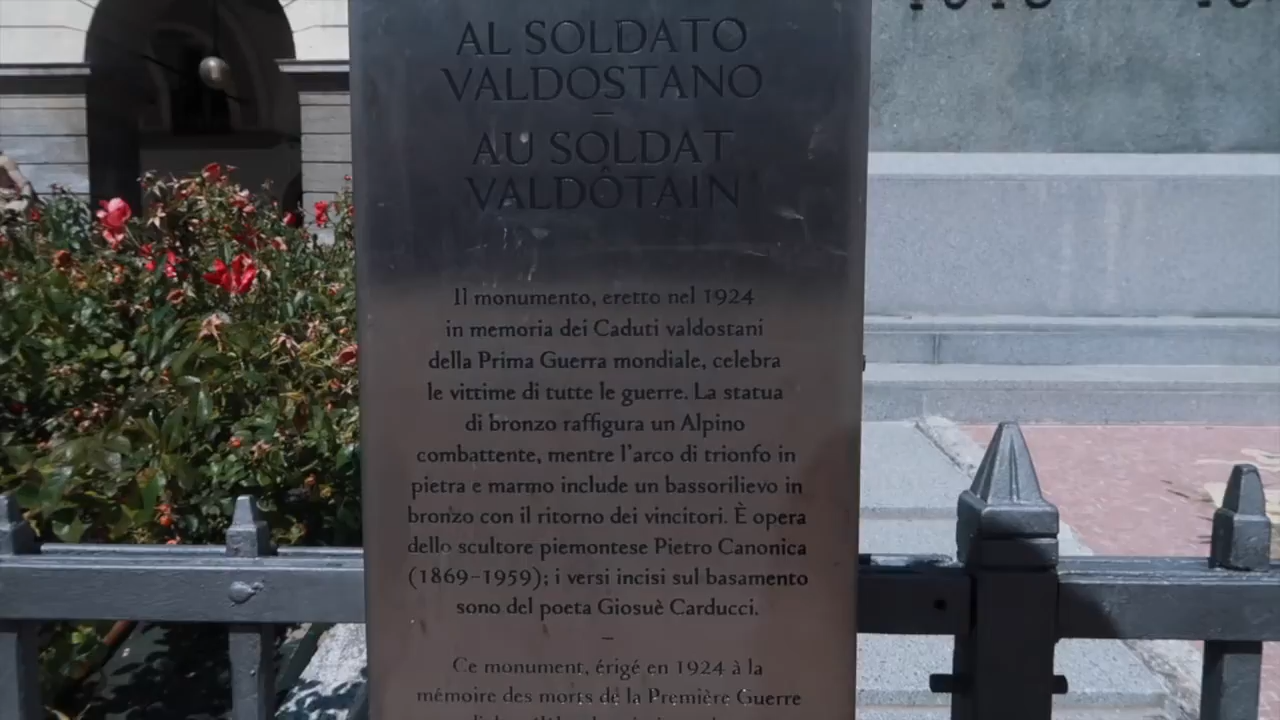 AL SOLDATO
VALDOSTANO
–
AU SOLDAT
VALDÔTAIN
Il monumento, eretto nel 1924
in memoria dei Caduti valdostani
della Prima Guerra mondiale, celebra
le vittime di tutte le guerre. La statua
di bronzo raffigura un Alpino
combattente, mentre l'arco di trionfo in
pietra e marmo include un bassorilievo in
bronzo con il ritorno dei vincitori. È opera
dello scultore piemontese Pietro Canonica
(1869-1959); i versi incisi sul basamento
sono del poeta Giosuè Carducci.
–
Ce monument, érigé en 1924 à la
mémoire des morts de la Première Guerre